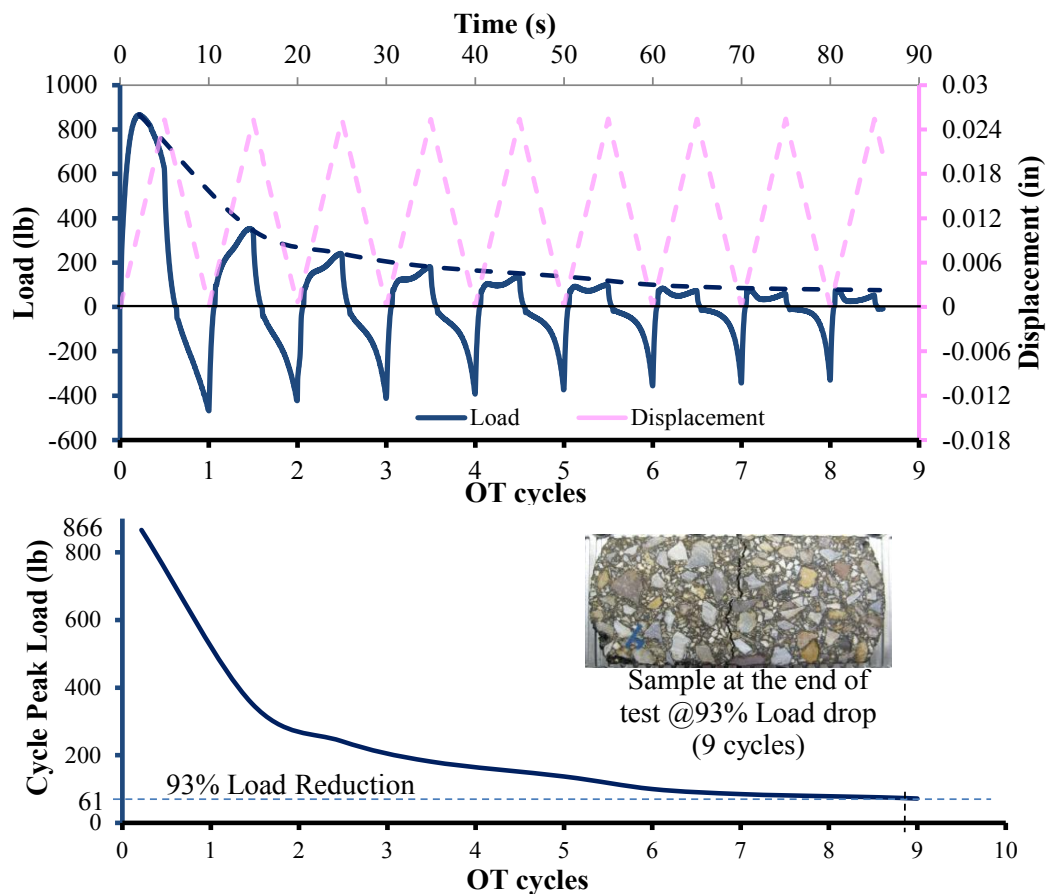 Time (s)
0 10 20 30 40 50 60 70 80 90
1000 0.03
800 0.024
600 0.018
400 0.012
200 0.006
0 0
-200 -0.006
-400 -0.012
-600 -0.018
Load (lb)
Displacement (in)
Load Displacement
0 1 2 3 4 5 6 7 8 9
OT cycles
866
800
600
400
200
61
0
Cycle Peak Load (lb)
Sample at the end of
test @93% Load drop
(9 cycles)
93% Load Reduction
0 1 2 3 4 5 6 7 8 9 10
OT cycles